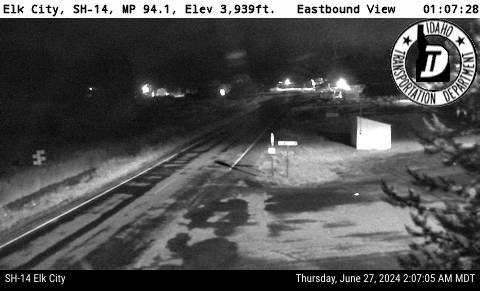 Elk City, SH-14, MP 94.1, Elev 3,939ft. Eastbound View 01:07:28
IDAHO
TRANSPORTATION DEPARTMENT
SH-14 Elk City Thursday, June 27, 2024 2:07:05 AM MDT